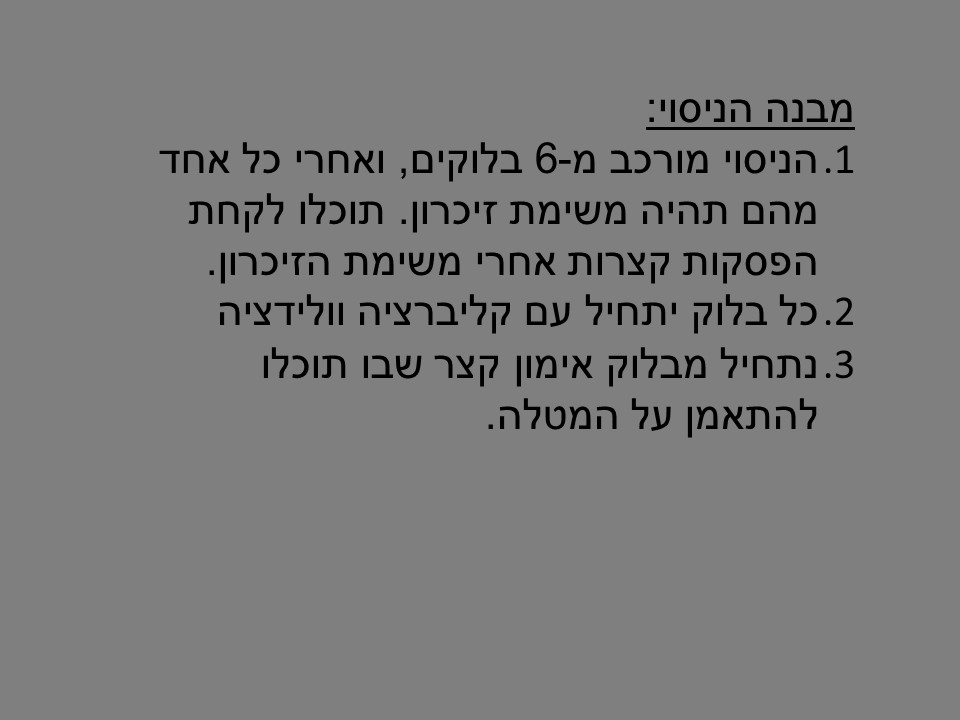 מבנה הניסוי:
1. הניסוי מורכב מ-6 בלוקים, ואחרי כל אחד
מהם תהיה משימת זיכרון. תוכלו לקחת
הפסקות קצרות אחרי משימת הזיכרון.
2. כל בלוק יתחיל עם קליברציה וולידציה
3. נתחיל מבלוק אימון קצר שבו תוכלו
להתאמן על המטלה.